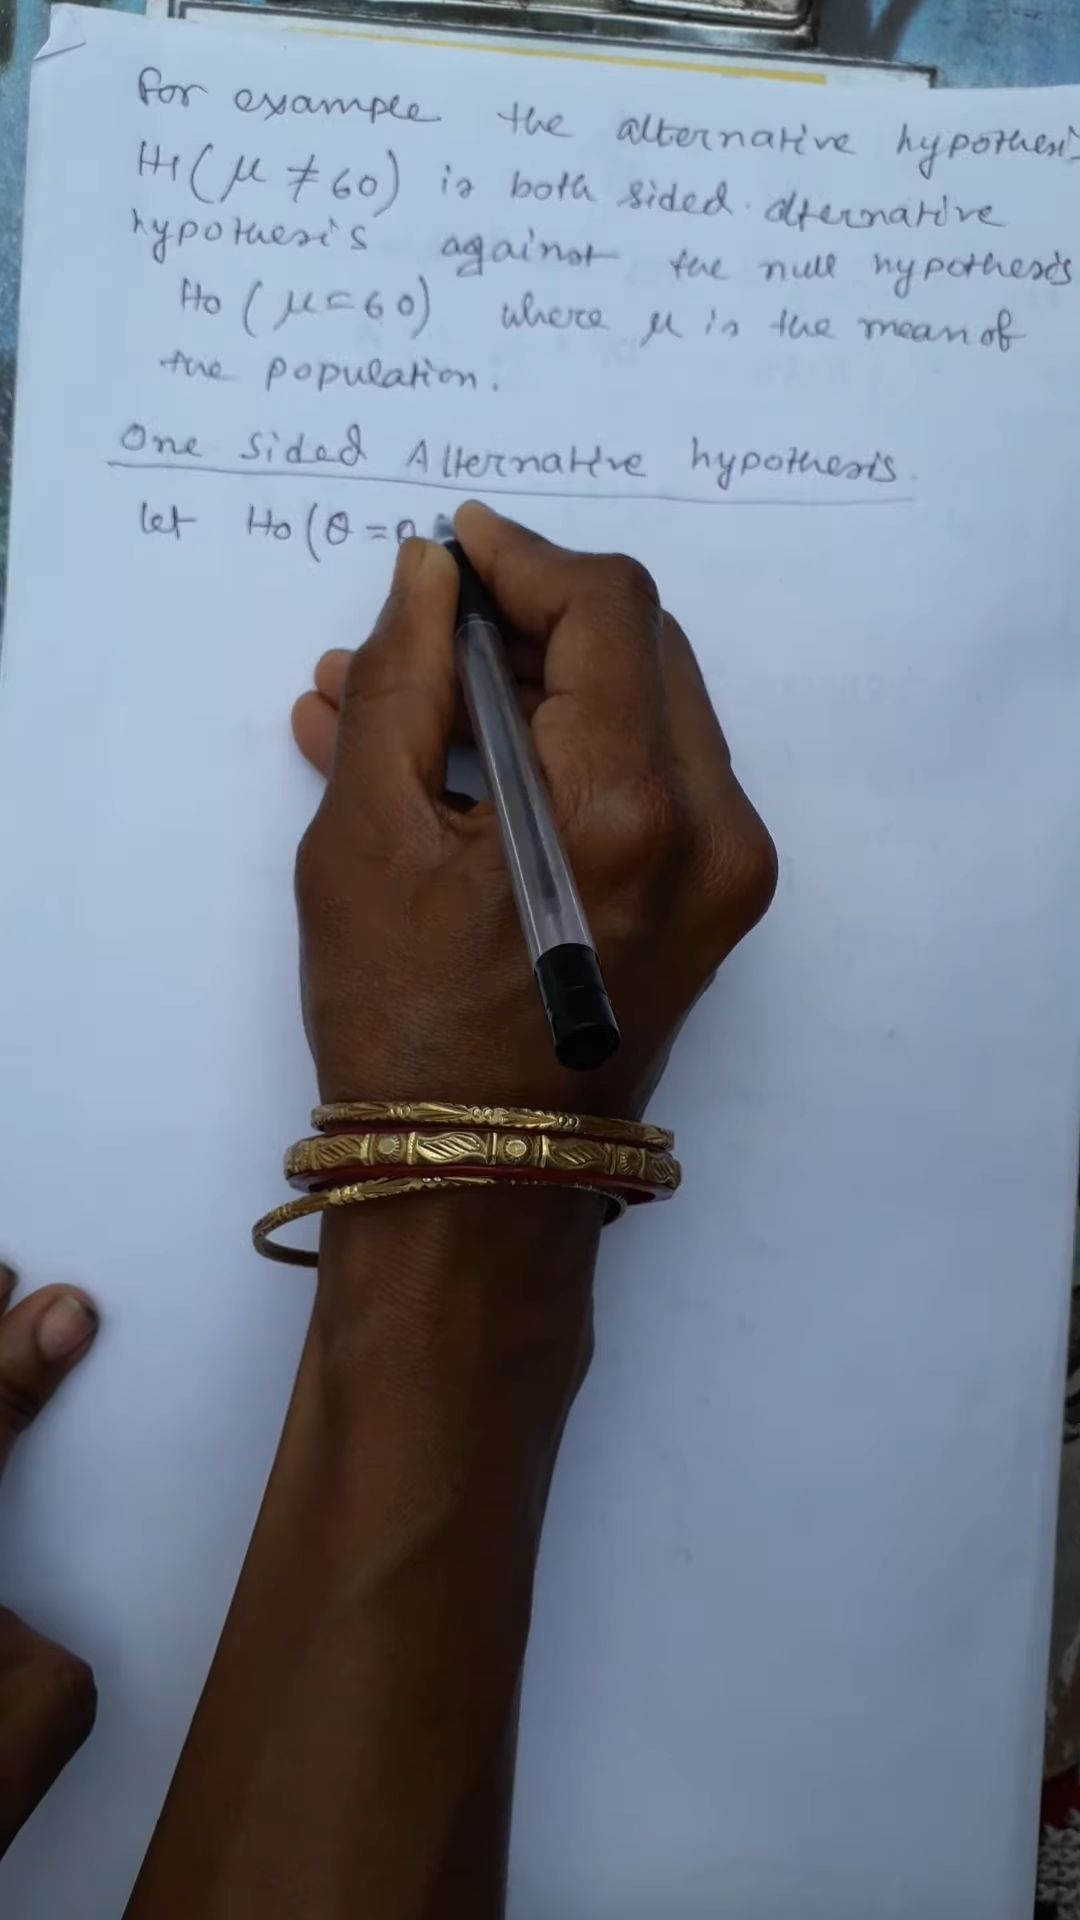 For example the alternative hypothesi
H1(μ ≠ 60) is both sided alternative
hypothesis against the null hypothesis
Ho (μ = 60) where μ is the mean of
the population.
One Sided Alternative hypothesis.
let Ho (θ = θ